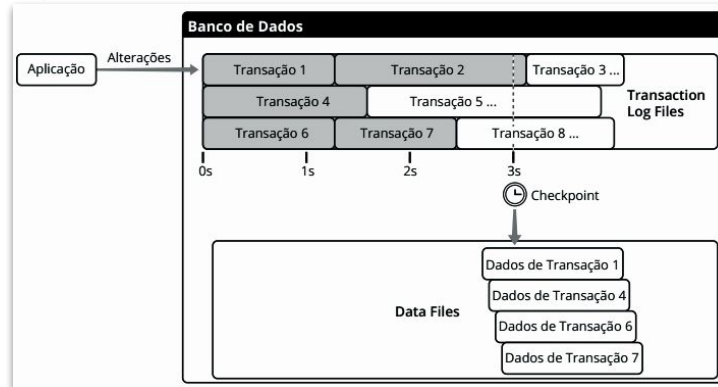 Banco de Dados
Aplicação
Alterações
Transação 1
Transação 2
Transação 3 ...
Transação 4
Transação 5 ...
Transaction
Log Files
Transação 6
Transação 7
Transação 8 ...
0s
1s
2s
3s
Checkpoint
Data Files
Dados de Transação 1
Dados de Transação 4
Dados de Transação 6
Dados de Transação 7